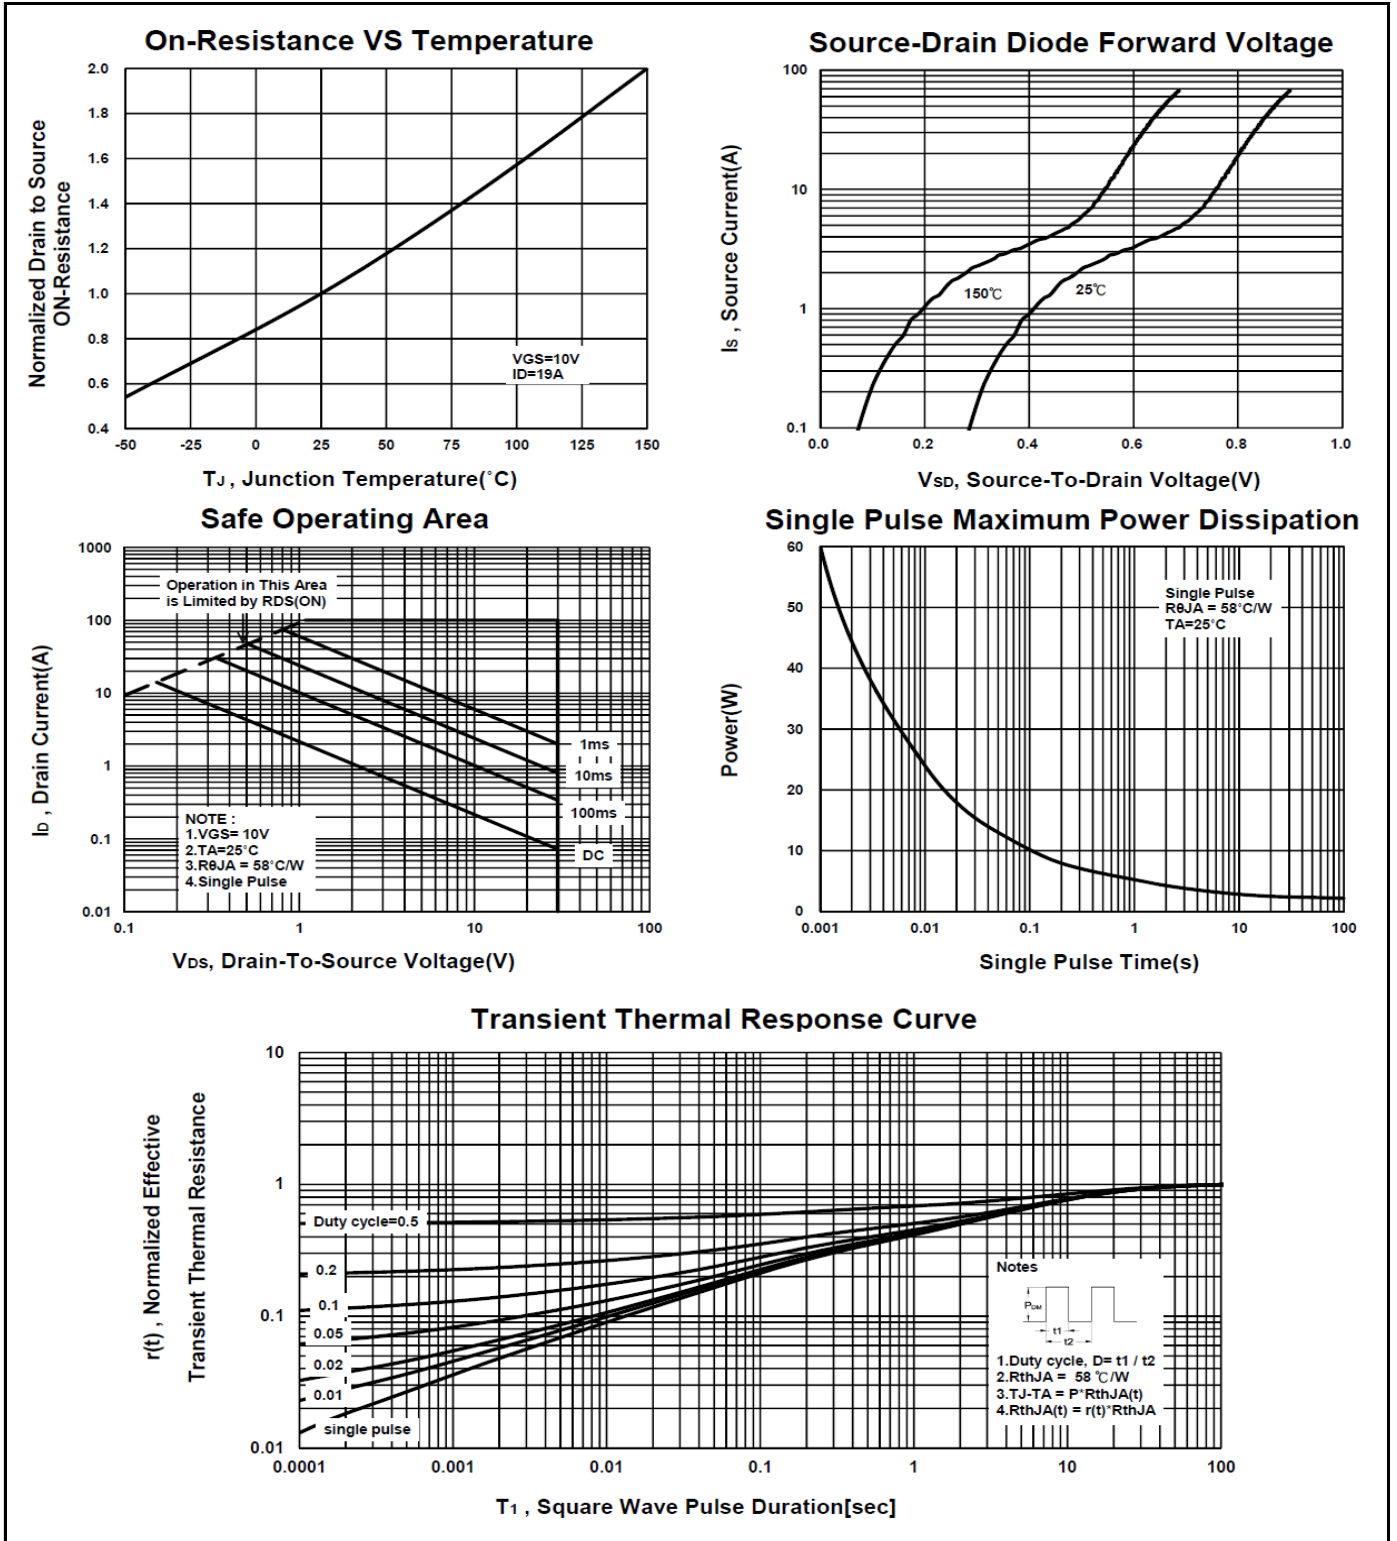 On-Resistance VS Temperature
2.0
1.8
1.6
1.4
1.2
1.0
0.8
0.6
0.4
Normalized Drain to Source
ON-Resistance
VGS=10V
ID=19A
-50 -25 0 25 50 75 100 125 150
TJ , Junction Temperature(°C)
Source-Drain Diode Forward Voltage
100
10
1
0.1
IS , Source Current(A)
150℃
25℃
0.0 0.2 0.4 0.6 0.8 1.0
VSD, Source-To-Drain Voltage(V)
Safe Operating Area
1000
100
10
1
0.1
0.01
ID , Drain Current(A)
Operation in This Area
is Limited by RDS(ON)
1ms
10ms
100ms
DC
NOTE :
1.VGS= 10V
2.TA=25°C
3.RθJA = 58°C/W
4.Single Pulse
0.1 1 10 100
VDS, Drain-To-Source Voltage(V)
Single Pulse Maximum Power Dissipation
60
50
40
30
20
10
0
Power(W)
Single Pulse
RθJA = 58°C/W
TA=25°C
0.001 0.01 0.1 1 10 100
Single Pulse Time(s)
Transient Thermal Response Curve
10
1
0.1
0.01
r(t) , Normalized Effective
Transient Thermal Resistance
Duty cycle=0.5
0.2
0.1
0.05
0.02
0.01
single pulse
Notes
PDM
t1
t2
1.Duty cycle, D= t1 / t2
2.RthJA = 58 ℃/W
3.TJ-TA = P*RthJA(t)
4.RthJA(t) = r(t)*RthJA
0.0001 0.001 0.01 0.1 1 10 100
T1 , Square Wave Pulse Duration[sec]